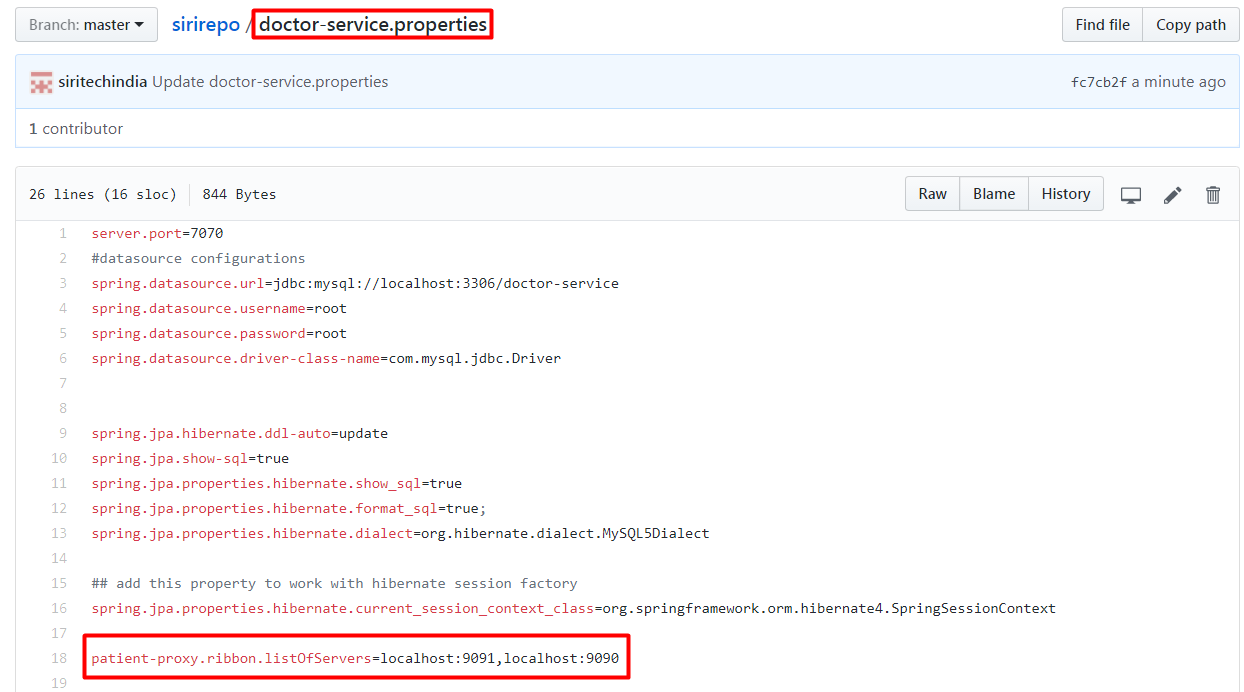 Branch: master sirirepo / doctor-service.properties Find file Copy path
siritechindia Update doctor-service.properties fc7cb2f a minute ago
1 contributor
26 lines (16 sloc) 844 Bytes Raw Blame History
1 server.port=7070
2 #datasource configurations
3 spring.datasource.url=jdbc:mysql://localhost:3306/doctor-service
4 spring.datasource.username=root
5 spring.datasource.password=root
6 spring.datasource.driver-class-name=com.mysql.jdbc.Driver
7
8
9 spring.jpa.hibernate.ddl-auto=update
10 spring.jpa.show-sql=true
11 spring.jpa.properties.hibernate.show_sql=true
12 spring.jpa.properties.hibernate.format_sql=true;
13 spring.jpa.properties.hibernate.dialect=org.hibernate.dialect.MySQL5Dialect
14
15 ## add this property to work with hibernate session factory
16 spring.jpa.properties.hibernate.current_session_context_class=org.springframework.orm.hibernate4.SpringSessionContext
17
18 patient-proxy.ribbon.listOfServers=localhost:9091,localhost:9090
19